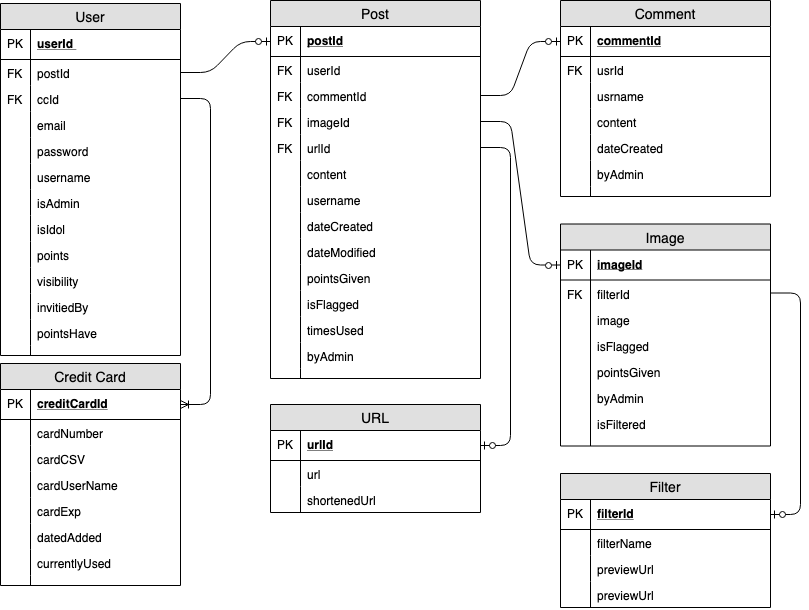 User
PK userId
FK postId
FK ccId
email
password
username
isAdmin
isIdol
points
visibility
invitiedBy
pointsHave
Credit Card
PK creditCardId
cardNumber
cardCSV
cardUserName
cardExp
datedAdded
currentlyUsed
Post
PK postId
FK userId
FK commentId
FK imageId
FK urlId
content
username
dateCreated
dateModified
pointsGiven
isFlagged
timesUsed
byAdmin
URL
PK urlId
url
shortenedUrl
Comment
PK commentId
FK usrId
usrname
content
dateCreated
byAdmin
Image
PK imageId
FK filterId
image
isFlagged
pointsGiven
byAdmin
isFiltered
Filter
PK filterId
filterName
previewUrl
previewUrl